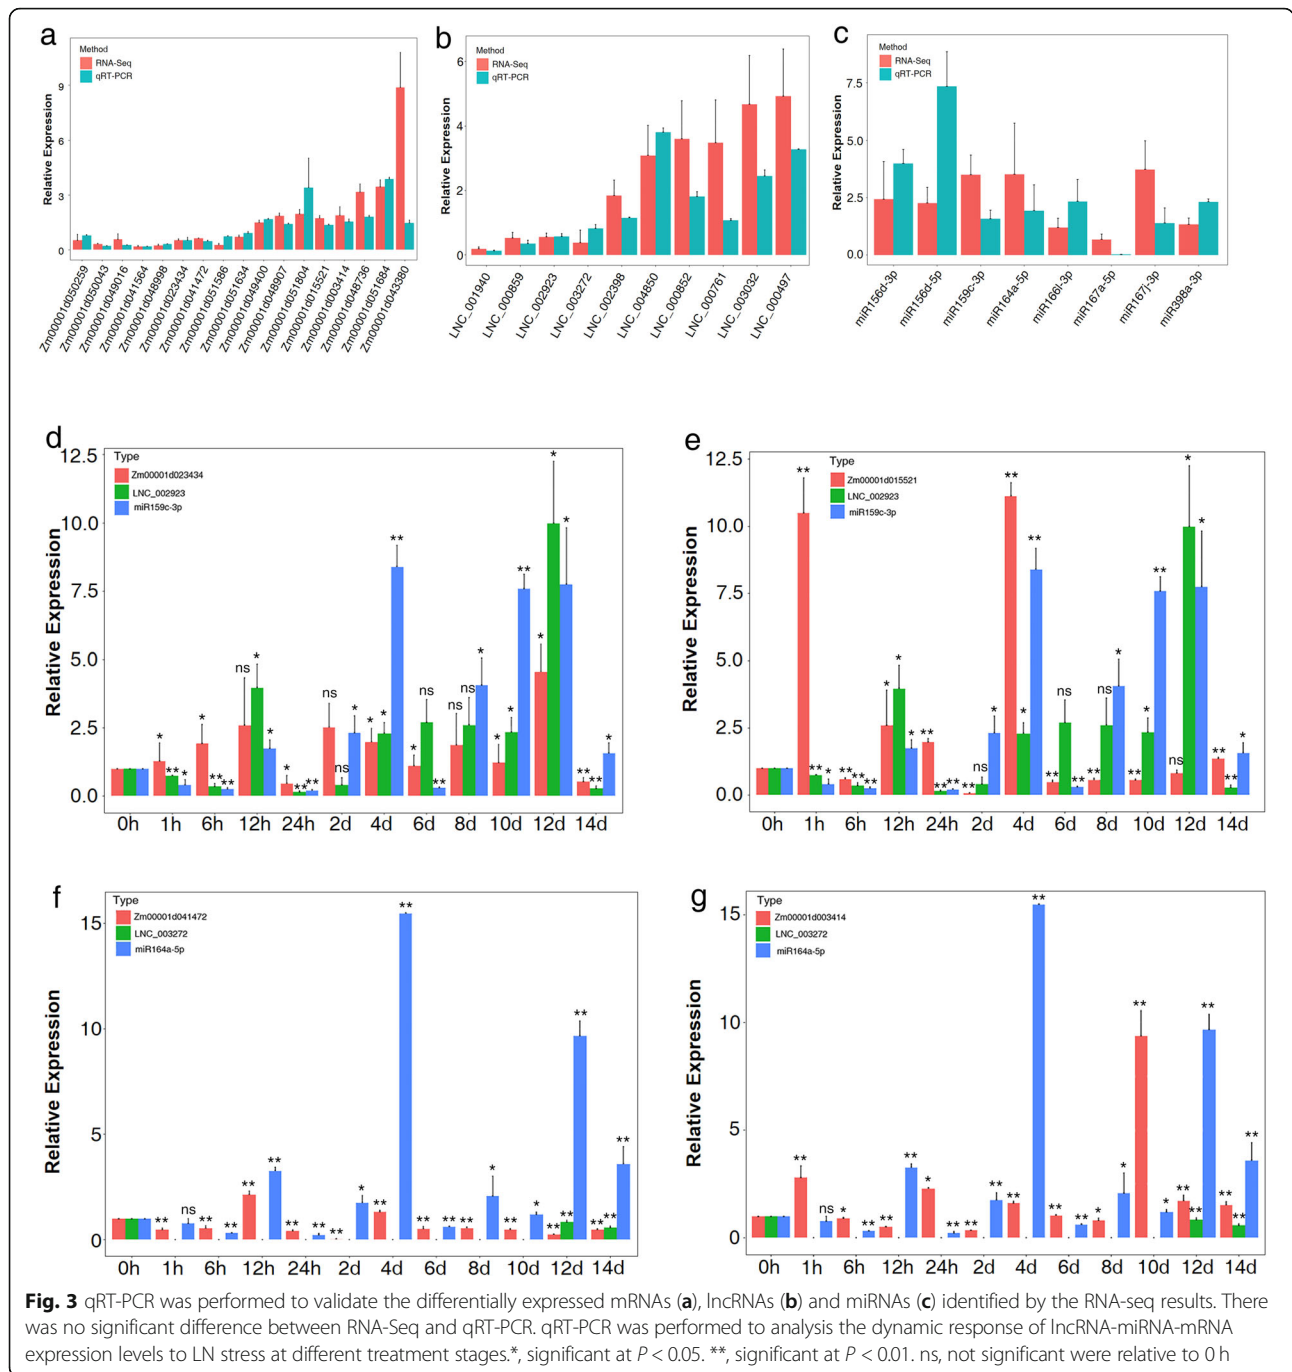 a
Method
RNA-Seq
qRT-PCR
Relative Expression
9
6
3
0
Zm00001d050259
Zm00001d050043
Zm00001d049016
Zm00001d041564
Zm00001d048998
Zm00001d023434
Zm00001d041472
Zm00001d051586
Zm00001d051634
Zm00001d049400
Zm00001d048907
Zm00001d051804
Zm00001d015521
Zm00001d003414
Zm00001d048736
Zm00001d051684
Zm00001d043380
b
Method
RNA-Seq
qRT-PCR
Relative Expression
6
4
2
0
LNC_001940
LNC_000859
LNC_002923
LNC_003272
LNC_002398
LNC_004850
LNC_000852
LNC_000761
LNC_003032
LNC_000497
c
Method
RNA-Seq
qRT-PCR
Relative Expression
7.5
5.0
2.5
0.0
miR156d-3p
miR156d-5p
miR159c-3p
miR164a-5p
miR166l-3p
miR167a-5p
miR167j-3p
miR398a-3p
d
Type
Zm00001d023434
LNC_002923
miR159c-3p
Relative Expression
12.5
10.0
7.5
5.0
2.5
0.0
* ** *
* ** **
ns * *
* ** **
ns ns *
* * **
* ns **
ns ns *
* * **
* * *
** ** *
0h 1h 6h 12h 24h 2d 4d 6d 8d 10d 12d 14d
e
Type
Zm00001d015521
LNC_002923
miR159c-3p
Relative Expression
12.5
10.0
7.5
5.0
2.5
0.0
** ** *
** ** **
* * *
** ** **
** ns *
** * **
** ns **
** ns *
** * **
ns * *
** ** *
0h 1h 6h 12h 24h 2d 4d 6d 8d 10d 12d 14d
f
Type
Zm00001d041472
LNC_003272
miR164a-5p
Relative Expression
15
10
5
0
** ns
** **
** **
** **
** *
** **
** **
** *
** *
** ** **
** ** **
0h 1h 6h 12h 24h 2d 4d 6d 8d 10d 12d 14d
g
Type
Zm00001d003414
LNC_003272
miR164a-5p
Relative Expression
15
10
5
0
** ns
* **
** **
* **
** **
** **
** **
* *
** *
** ** **
** ** **
0h 1h 6h 12h 24h 2d 4d 6d 8d 10d 12d 14d
Fig. 3 qRT-PCR was performed to validate the differentially expressed mRNAs (a), lncRNAs (b) and miRNAs (c) identified by the RNA-seq results. There
was no significant difference between RNA-Seq and qRT-PCR. qRT-PCR was performed to analysis the dynamic response of lncRNA-miRNA-mRNA
expression levels to LN stress at different treatment stages.*, significant at P < 0.05. **, significant at P < 0.01. ns, not significant were relative to 0 h